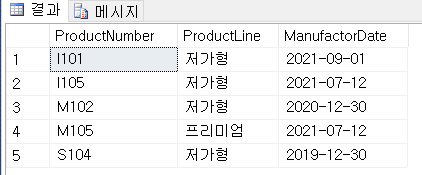 결과 메시지
ProductNumber ProductLine ManufactorDate
1 I101 저가형 2021-09-01
2 I105 저가형 2021-07-12
3 M102 저가형 2020-12-30
4 M105 프리미엄 2021-07-12
5 S104 저가형 2019-12-30